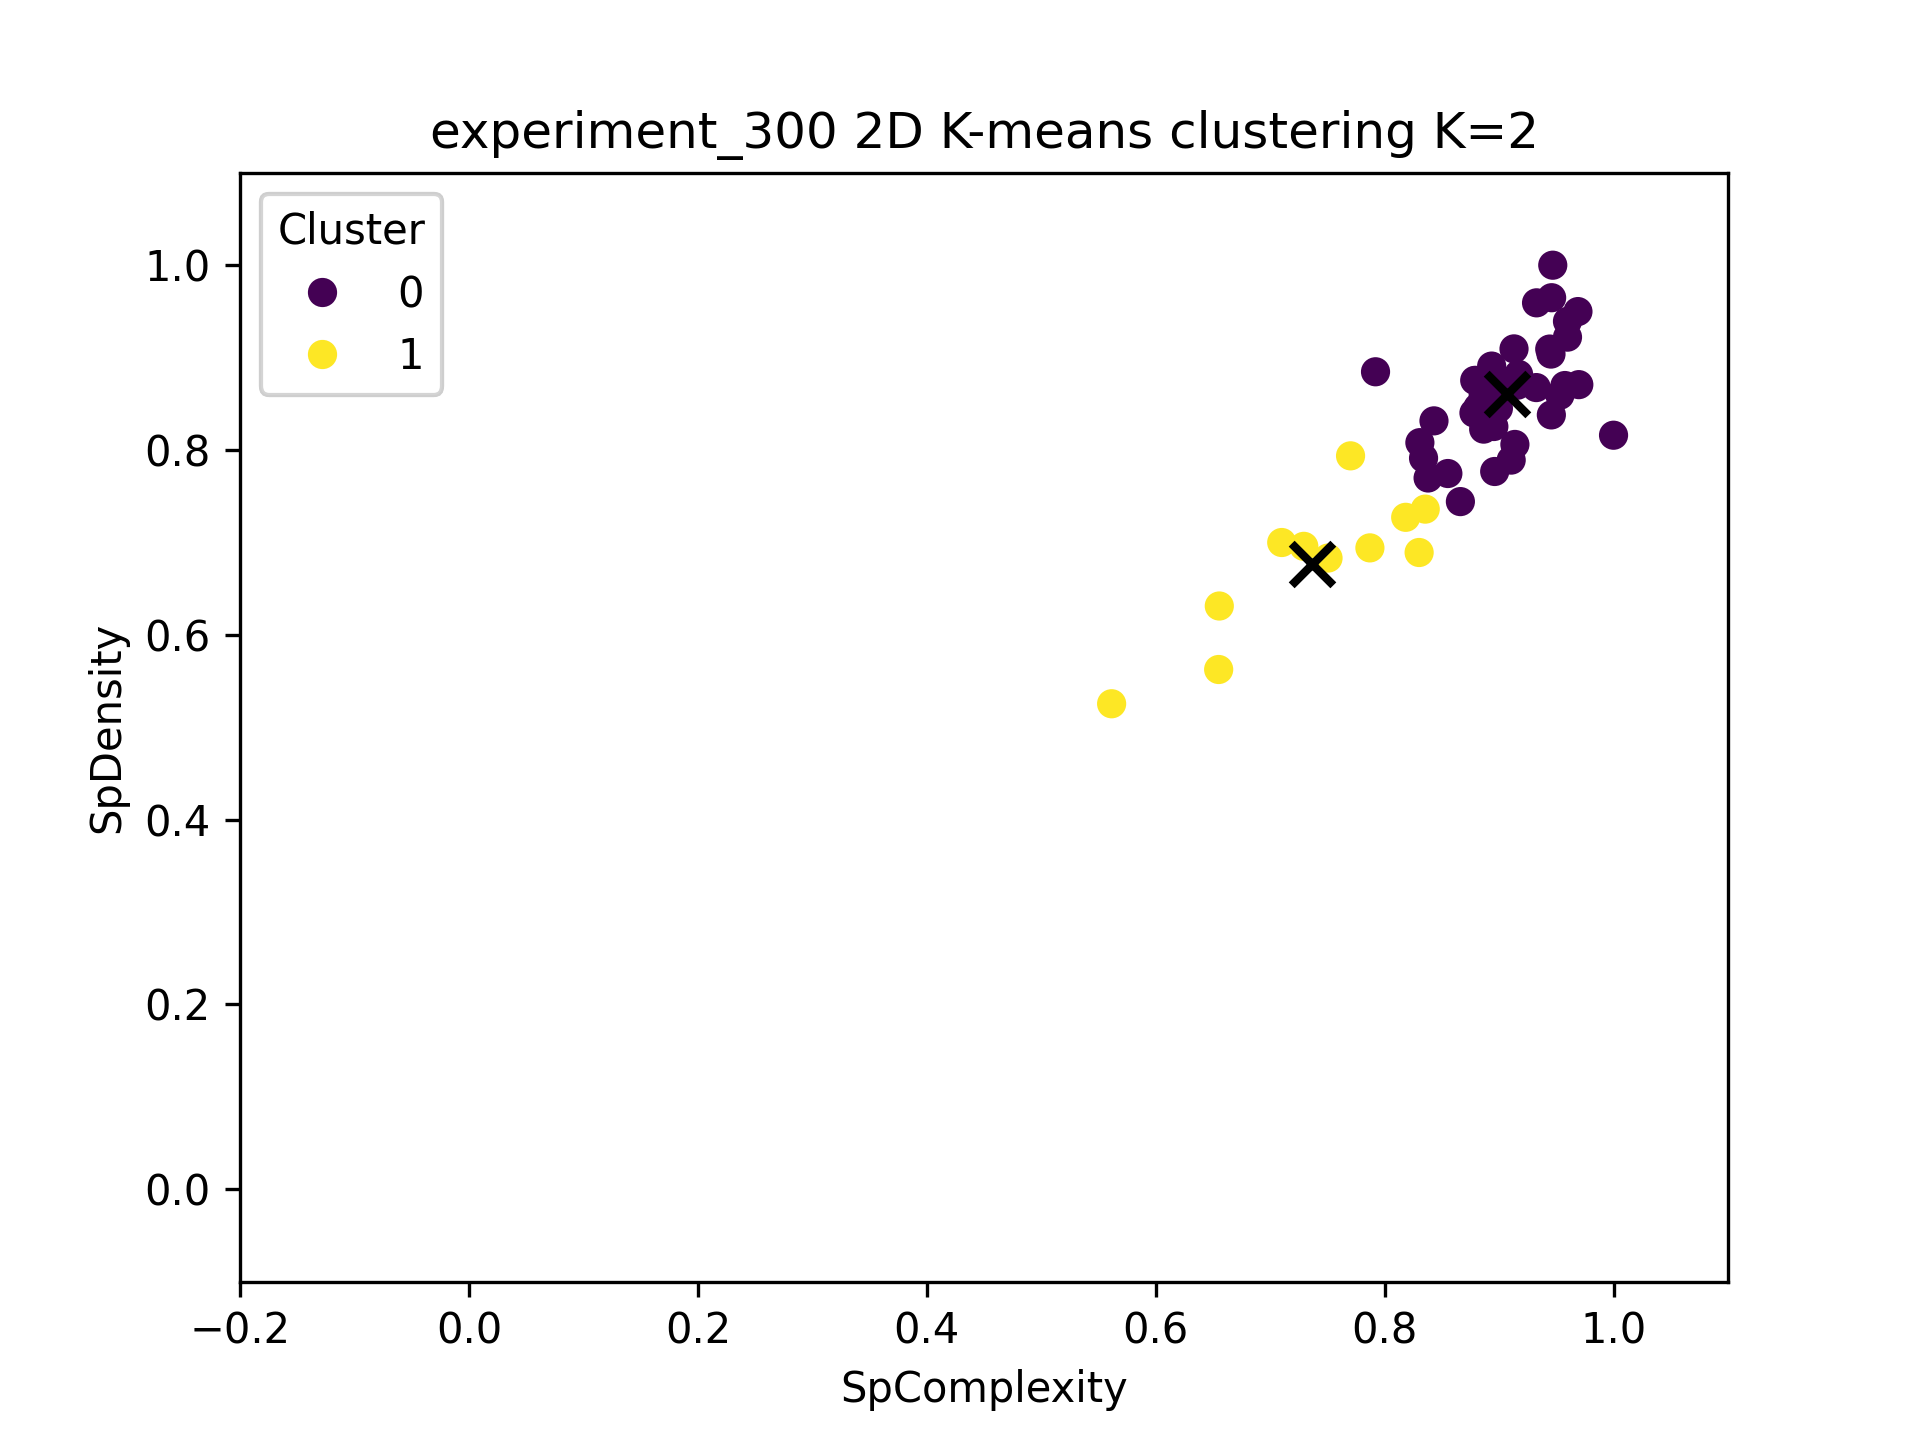 experiment_300 2D K-means clustering K=2
Cluster
0
1
1.0
0.8
0.6
0.4
0.2
0.0
SpDensity
−0.2 0.0 0.2 0.4 0.6 0.8 1.0
SpComplexity